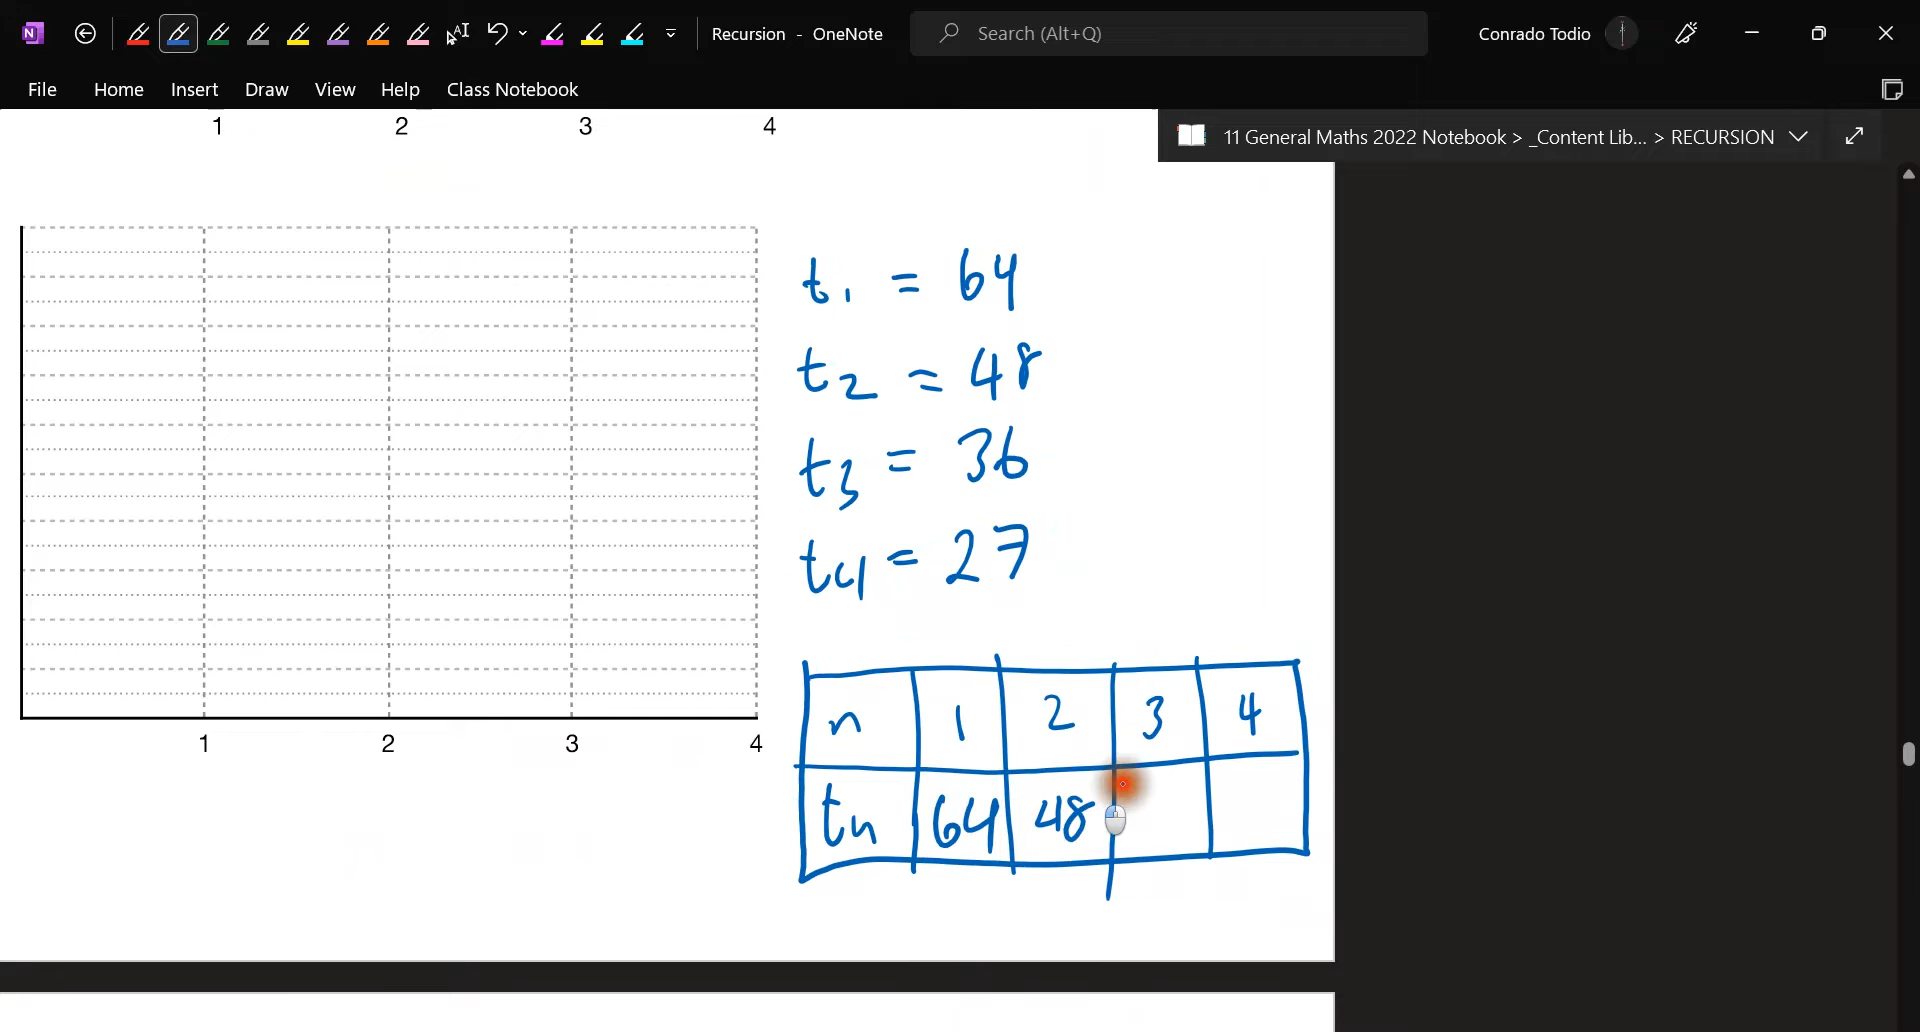 Recursion - OneNote
Search (Alt+Q)
Conrado Todio
File Home Insert Draw View Help Class Notebook
11 General Maths 2022 Notebook > _Content Lib... > RECURSION
1 2 3 4
t₁ = 64
t₂ = 48
t₃ = 36
t₄ = 27
1 2 3 4
n 1 2 3 4
tn 64 48